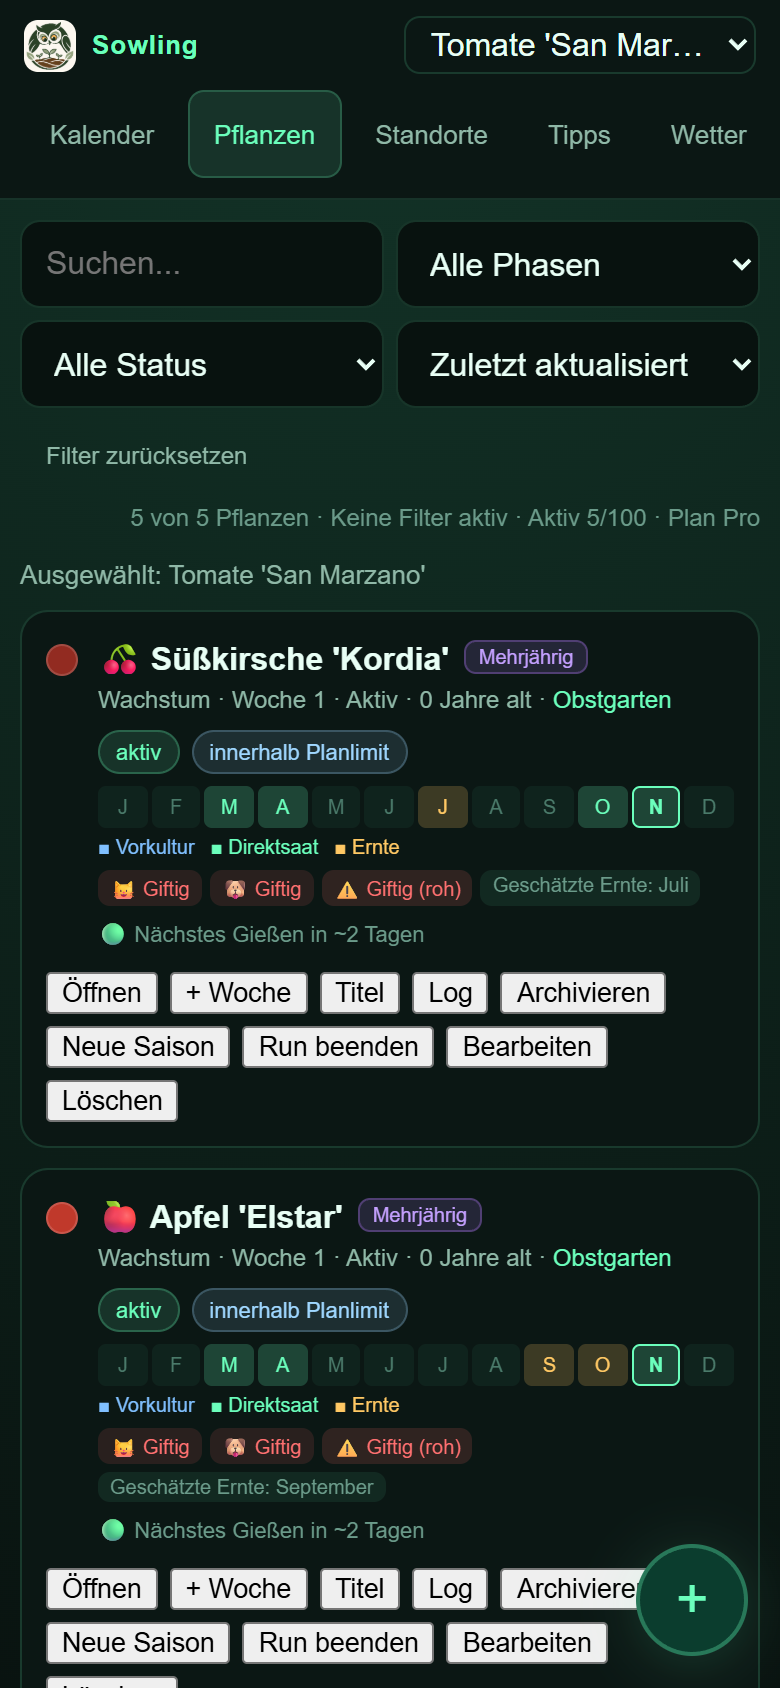 Sowling
Tomate 'San Mar...
Kalender
Pflanzen
Standorte
Tipps
Wetter
Suchen...
Alle Phasen
Alle Status
Zuletzt aktualisiert
Filter zurücksetzen
5 von 5 Pflanzen · Keine Filter aktiv · Aktiv 5/100 · Plan Pro
Ausgewählt: Tomate 'San Marzano'
Süßkirsche 'Kordia' Mehrjährig
Wachstum · Woche 1 · Aktiv · 0 Jahre alt · Obstgarten
aktiv innerhalb Planlimit
J F M A M J J A S O N D
Vorkultur Direktsaat Ernte
Giftig Giftig Giftig (roh) Geschätzte Ernte: Juli
Nächstes Gießen in ~2 Tagen
Öffnen + Woche Titel Log Archivieren
Neue Saison Run beenden Bearbeiten
Löschen
Apfel 'Elstar' Mehrjährig
Wachstum · Woche 1 · Aktiv · 0 Jahre alt · Obstgarten
aktiv innerhalb Planlimit
J F M A M J J A S O N D
Vorkultur Direktsaat Ernte
Giftig Giftig Giftig (roh)
Geschätzte Ernte: September
Nächstes Gießen in ~2 Tagen
Öffnen + Woche Titel Log Archiviere
+
Neue Saison Run beenden Bearbeiten